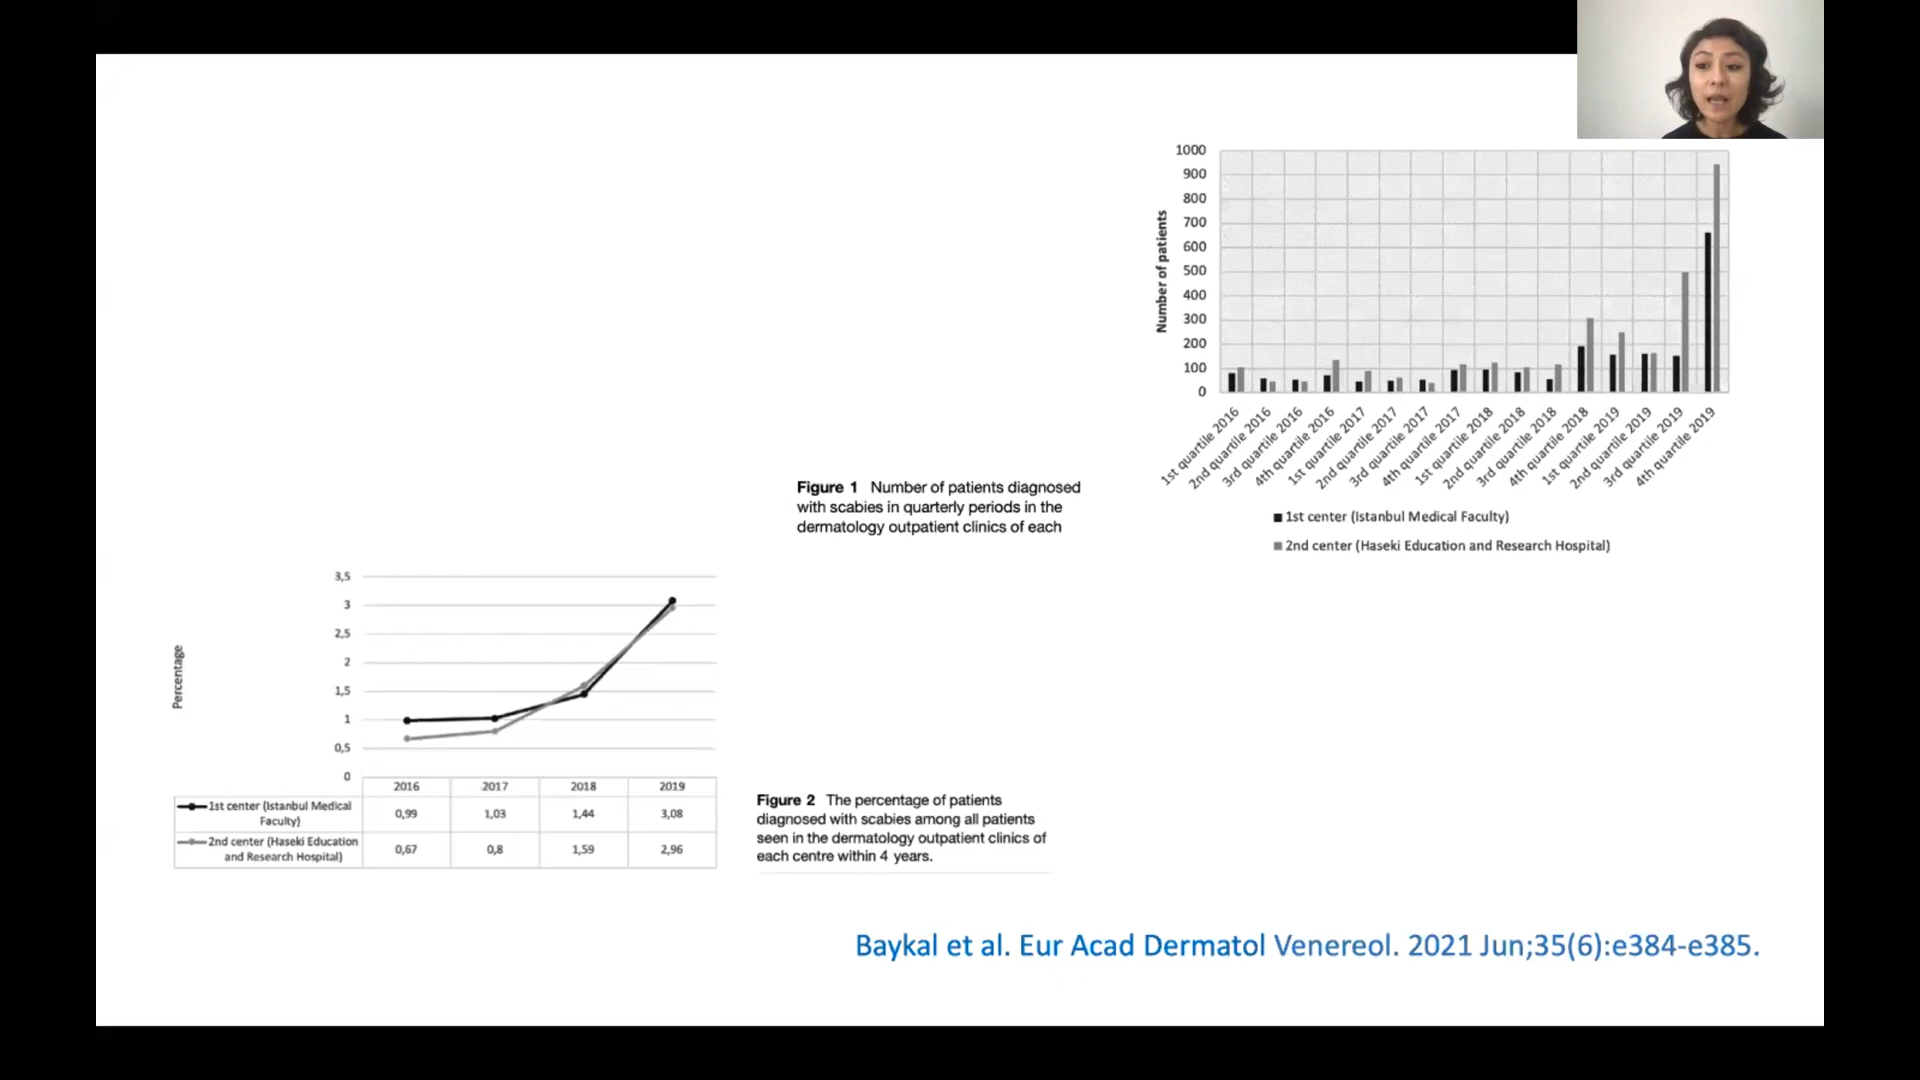 1000
900
800
700
600
500
400
300
200
100
0
Number of patients
1st quartile 2016
2nd quartile 2016
3rd quartile 2016
4th quartile 2016
1st quartile 2017
2nd quartile 2017
3rd quartile 2017
4th quartile 2017
1st quartile 2018
2nd quartile 2018
3rd quartile 2018
4th quartile 2018
1st quartile 2019
2nd quartile 2019
3rd quartile 2019
4th quartile 2019
1st center (Istanbul Medical Faculty)
2nd center (Haseki Education and Research Hospital)
Figure 1 Number of patients diagnosed
with scabies in quarterly periods in the
dermatology outpatient clinics of each
3,5
3
2,5
2
1,5
1
0,5
0
Percentage
2016 2017 2018 2019
1st center (Istanbul Medical
Faculty)
0,99 1,03 1,44 3,08
2nd center (Haseki Education
and Research Hospital)
0,67 0,8 1,59 2,96
Figure 2 The percentage of patients
diagnosed with scabies among all patients
seen in the dermatology outpatient clinics of
each centre within 4 years.
Baykal et al. Eur Acad Dermatol Venereol. 2021 Jun;35(6):e384-e385.